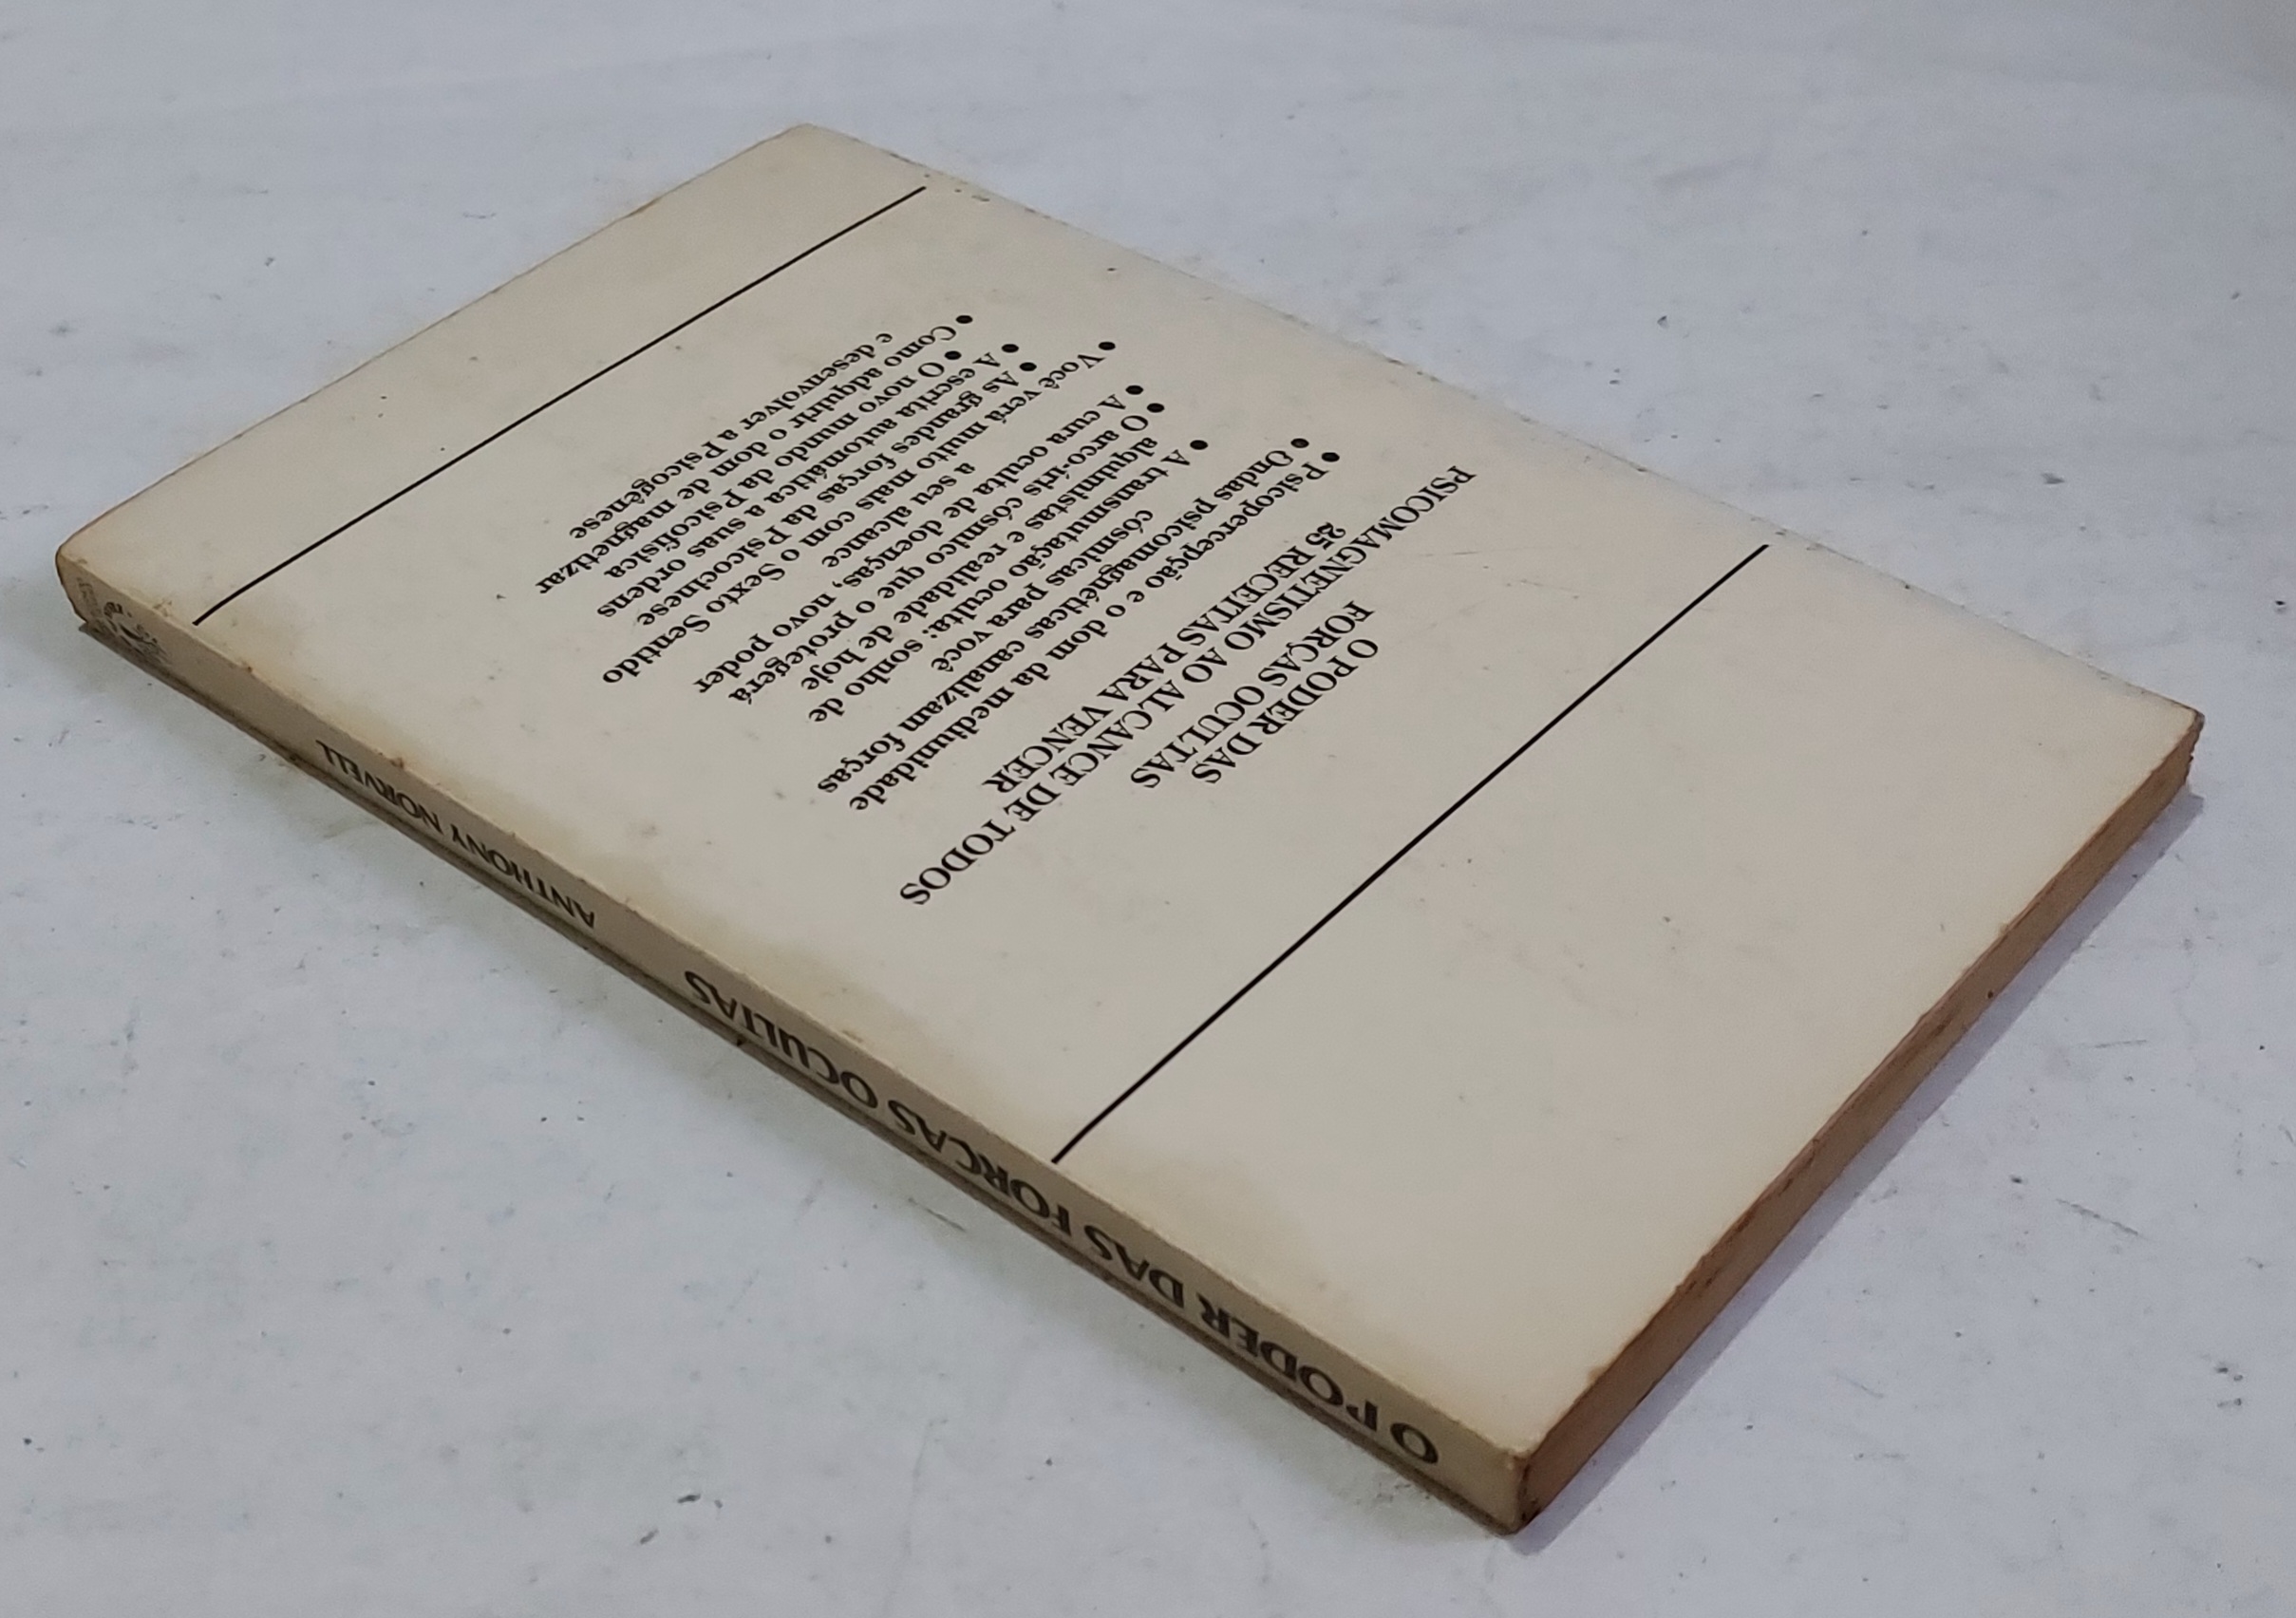 O PODER DAS
FORÇAS OCULTAS
PSICOMAGNETISMO AO ALCANCE DE TODOS
25 RECEITAS PARA VENCER
• Psicopercepção e o dom da mediunidade
• Ondas psicomagnéticas canalizam forças
cósmicas para você
• A transmutação oculta: sonho de
alquimistas e realidade de hoje
• O arco-íris cósmico que o protegerá
• A cura oculta de doenças, novo poder
a seu alcance
• Você verá muito mais com o Sexto Sentido
• As grandes forças da Psicocinese
• A escrita automática a suas ordens
• O novo mundo da Psicofísica
• Como adquirir o dom de magnetizar
e desenvolver a Psicogênese
O PODER DAS FORÇAS OCULTAS ANTHONY NORVELL